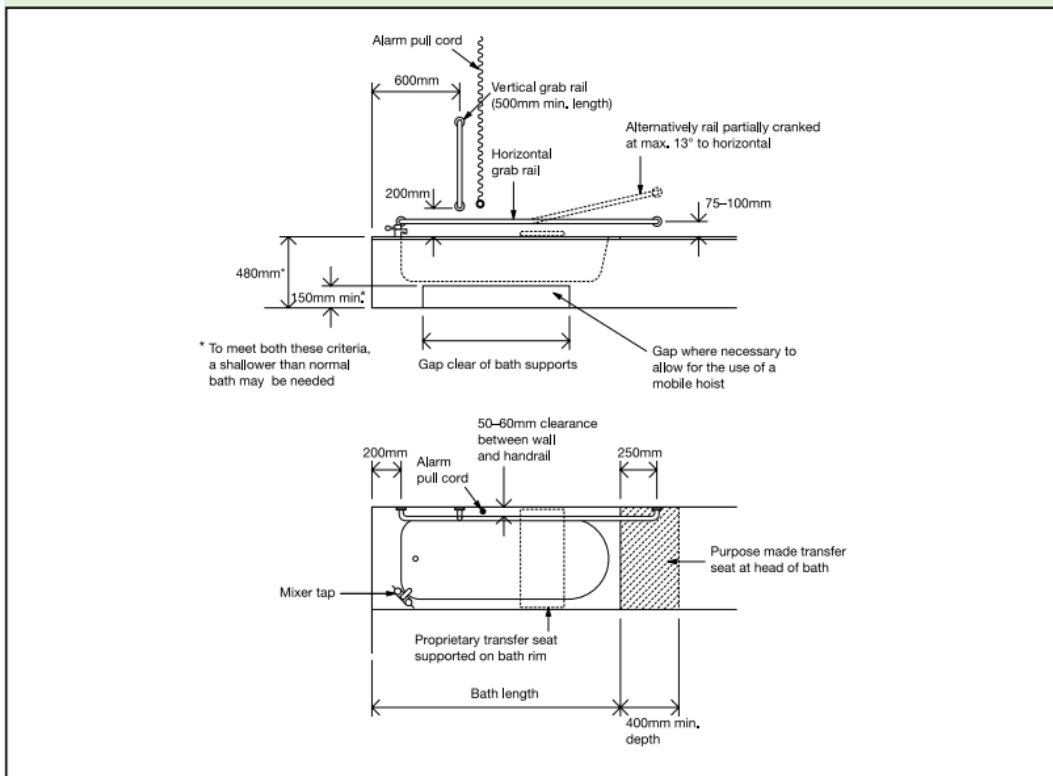 Alarm pull cord
600mm
Vertical grab rail
(500mm min. length)
Alternatively rail partially cranked
at max. 13° to horizontal
Horizontal
grab rail
200mm
75–100mm
480mm*
150mm min.*
* To meet both these criteria,
a shallower than normal
bath may be needed
Gap clear of bath supports
Gap where necessary to
allow for the use of a
mobile hoist
50–60mm clearance
between wall
and handrail
200mm
Alarm
pull cord
250mm
Purpose made transfer
seat at head of bath
Mixer tap
Proprietary transfer seat
supported on bath rim
Bath length
400mm min.
depth